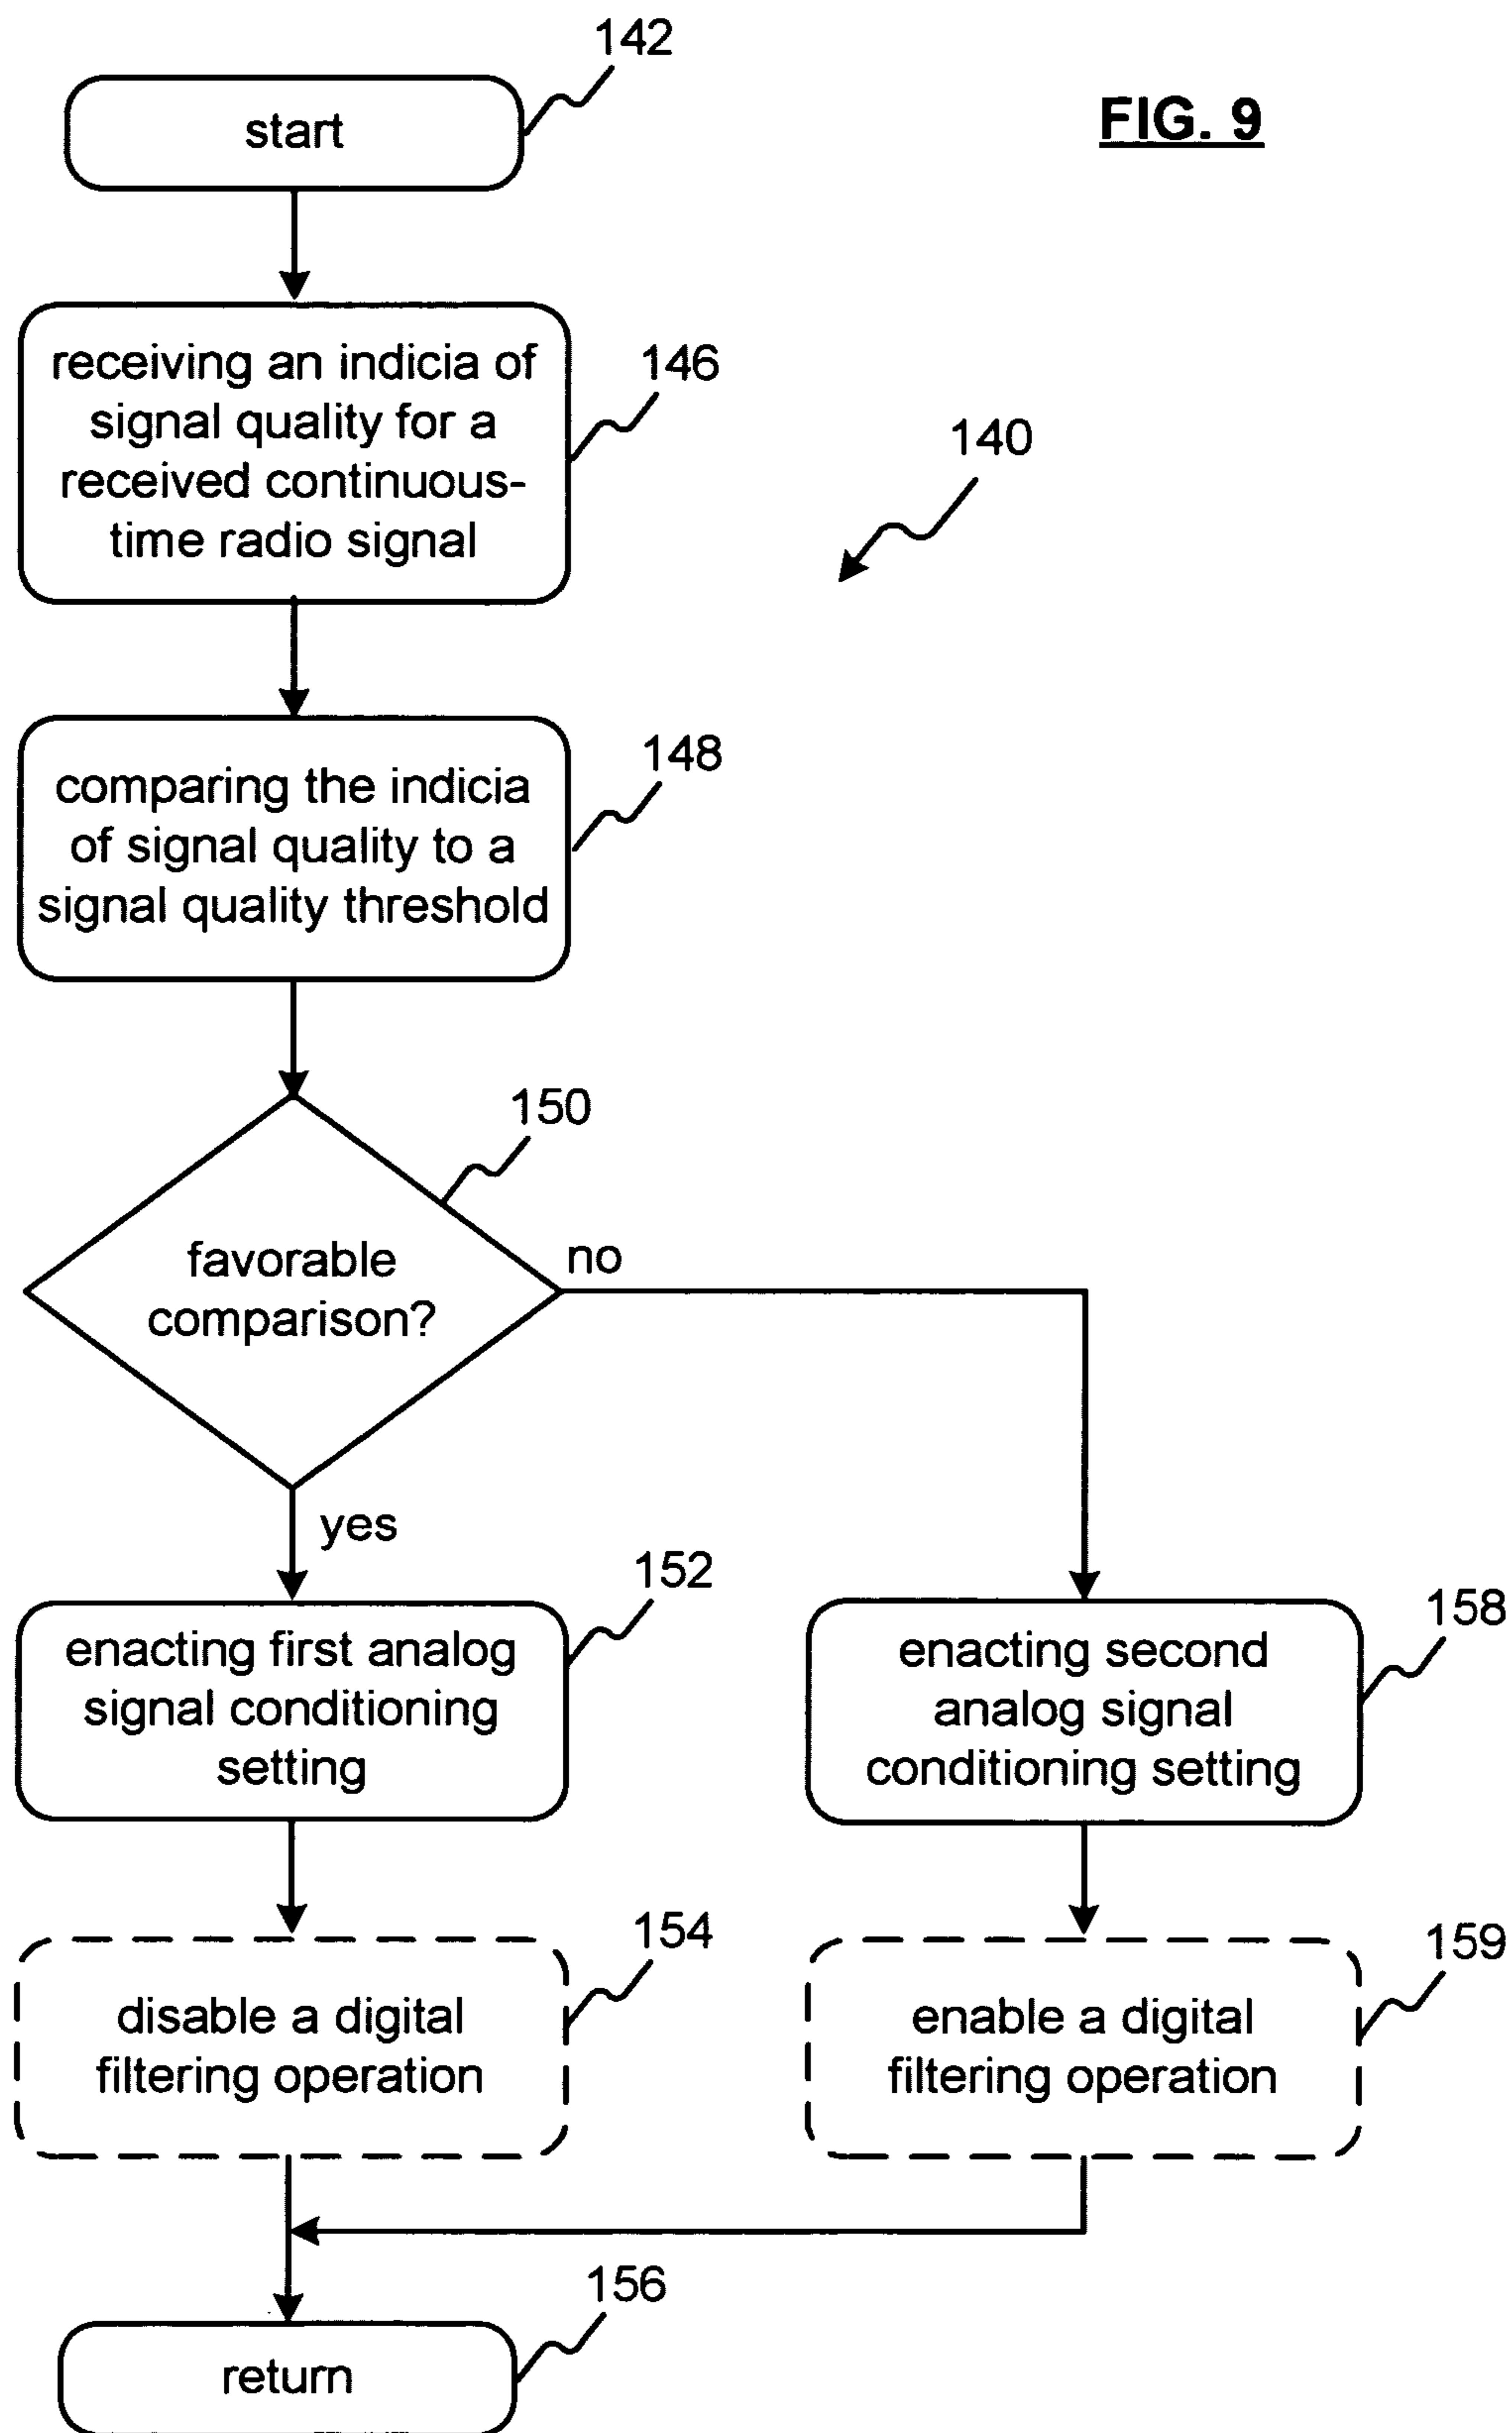 142
start
FIG. 9
receiving an indicia of
signal quality for a
received continuous-
time radio signal
146
140
comparing the indicia
of signal quality to a
signal quality threshold
148
150
favorable
comparison?
no
yes
152
enacting first analog
signal conditioning
setting
158
enacting second
analog signal
conditioning setting
154
disable a digital
filtering operation
159
enable a digital
filtering operation
156
return